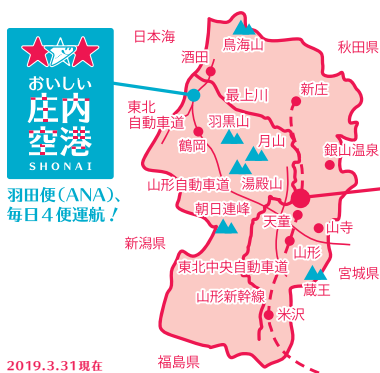 おいしい
庄内
空港
SHONAI
羽田便（ANA）、
毎日４便運航！
日本海
鳥海山
秋田県
酒田
最上川
新庄
東北
自動車道
羽黒山
鶴岡
月山
銀山温泉
山形自動車道
湯殿山
朝日連峰
天童
山寺
新潟県
山形
東北中央自動車道
宮城県
蔵王
山形新幹線
米沢
福島県
2019.3.31現在